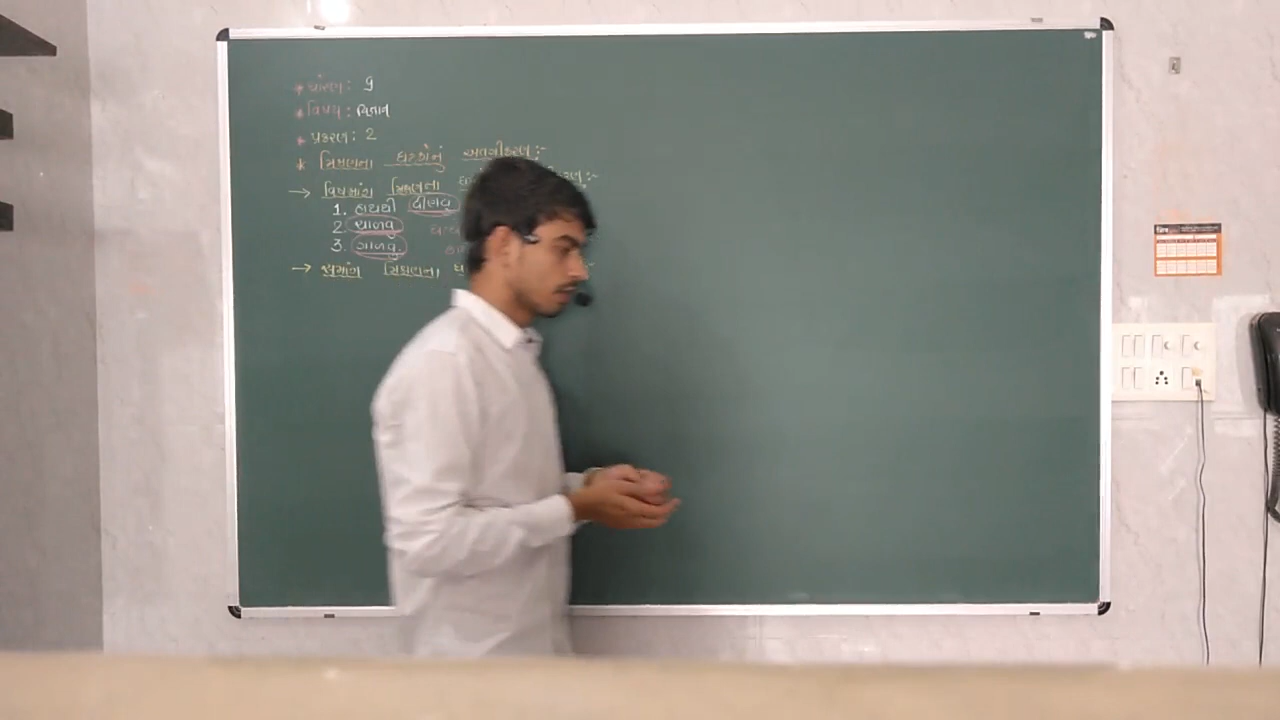 * ધોરણ : 9
* વિષય : વિજ્ઞાન
* પ્રકરણ : 2
* મિશ્રણના ઘટકોનું અલગીકરણ :-
→ વિષમાંગ મિશ્રણના
1. હાથથી વીણવું
2. ચાળવું
3. ગાળવું.
→ સમાંગ મિશ્રણના